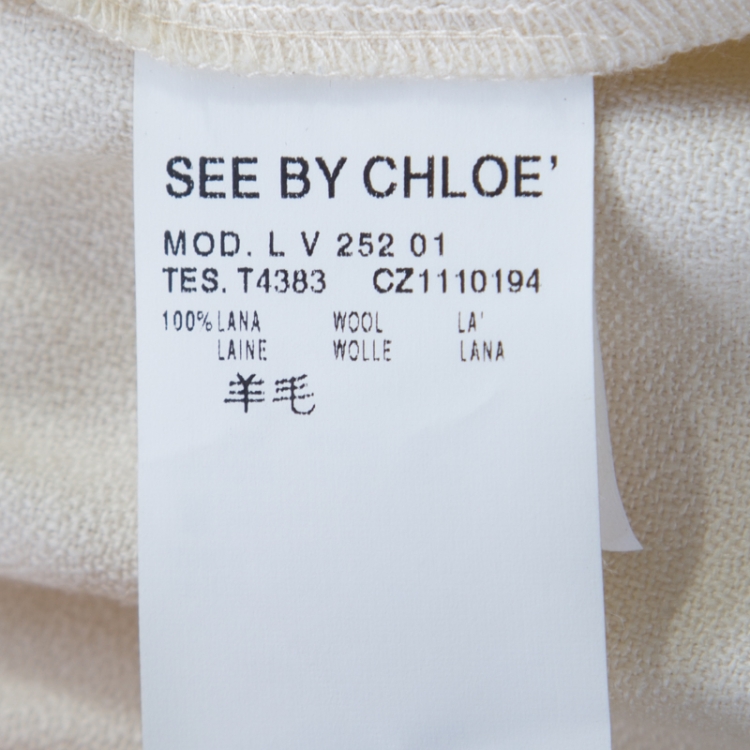 SEE BY CHLOE'
MOD. L V 252 01
TES. T4383 CZ1110194
100% LANA WOOL LA'
LAINE WOLLE LANA
羊毛